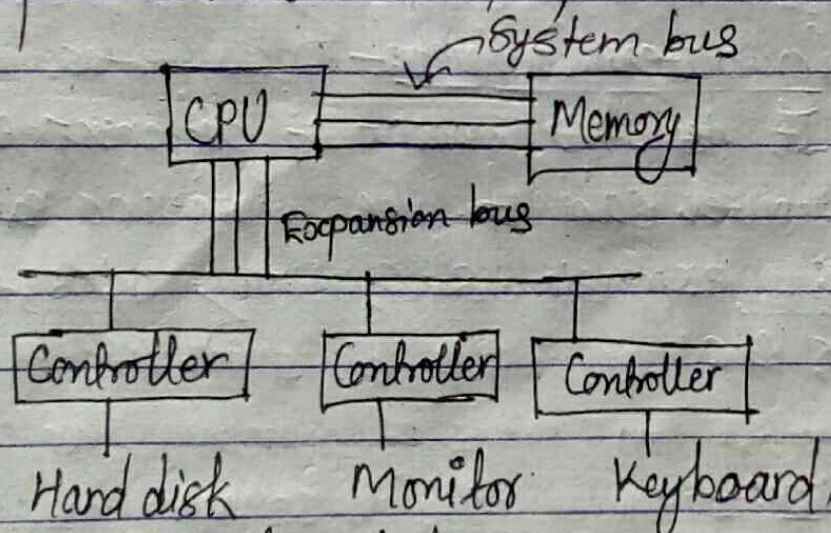 System bus
CPU
Memory
Expansion bus
Controller
Controller
Controller
Hard disk
Monitor
Keyboard